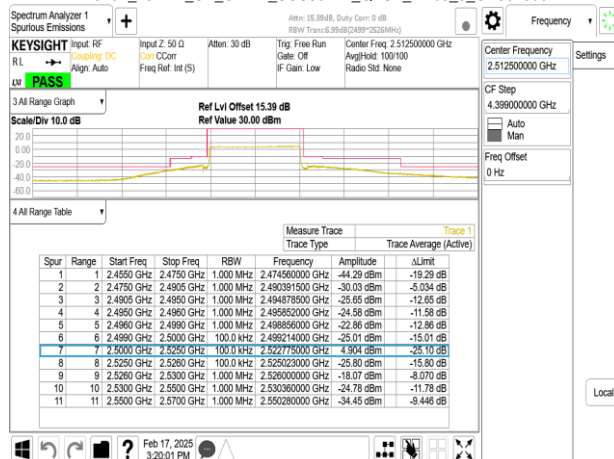 Spectrum Analyzer 1
Spurious Emissions
Attn: 15.39dB, Duty Corr: 0 dB
RBW Trans:6.99dB(2499~2526MHz)
Frequency
KEYSIGHT
Input: RF
Input Z: 50 Ω
Atten: 30 dB
Trig: Free Run
Center Freq: 2.512500000 GHz
RL
Coupling: DC
Corr CCorr
Gate: Off
Avg|Hold: 100/100
Align: Auto
Freq Ref: Int (S)
IF Gain: Low
Radio Std: None
PASS
Center Frequency
2.512500000 GHz
Settings
CF Step
4.399000000 GHz
Auto
Man
Freq Offset
0 Hz
3 All Range Graph
Ref Lvl Offset 15.39 dB
Scale/Div 10.0 dB
Ref Value 30.00 dBm
20.0
0.00
-20.0
-40.0
-60.0
4 All Range Table
Measure Trace Trace 1
Trace Type Trace Average (Active)
Spur Range Start Freq Stop Freq RBW Frequency Amplitude ΔLimit
1 1 2.4550 GHz 2.4750 GHz 1.000 MHz 2.474560000 GHz -44.29 dBm -19.29 dB
2 2 2.4750 GHz 2.4905 GHz 1.000 MHz 2.490391500 GHz -30.03 dBm -5.034 dB
3 3 2.4905 GHz 2.4950 GHz 1.000 MHz 2.494878500 GHz -25.65 dBm -12.65 dB
4 4 2.4950 GHz 2.4960 GHz 1.000 MHz 2.495852000 GHz -24.58 dBm -11.58 dB
5 5 2.4960 GHz 2.4990 GHz 1.000 MHz 2.498856000 GHz -22.86 dBm -12.86 dB
6 6 2.4990 GHz 2.5000 GHz 100.0 kHz 2.499214000 GHz -25.01 dBm -15.01 dB
7 7 2.5000 GHz 2.5250 GHz 100.0 kHz 2.522775000 GHz 4.904 dBm -25.10 dB
8 8 2.5250 GHz 2.5260 GHz 100.0 kHz 2.525023000 GHz -25.80 dBm -15.80 dB
9 9 2.5260 GHz 2.5300 GHz 1.000 MHz 2.526000000 GHz -18.07 dBm -8.070 dB
10 10 2.5300 GHz 2.5500 GHz 1.000 MHz 2.530360000 GHz -24.78 dBm -11.78 dB
11 11 2.5500 GHz 2.5700 GHz 1.000 MHz 2.550280000 GHz -34.45 dBm -9.446 dB
Local
?
Feb 17, 2025
3:20:01 PM